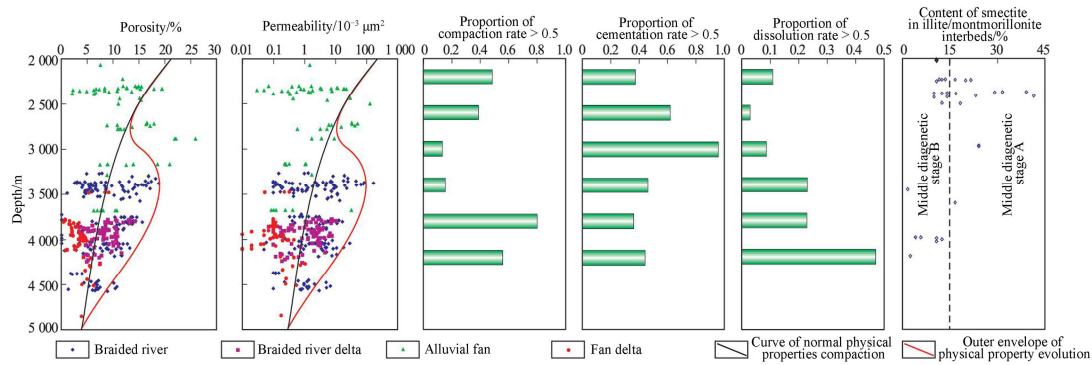 Porosity/%
0 5 10 15 20 25 30
Permeability/10⁻³ μm²
0.01 0.1 1 10 100 1 000
Proportion of
compaction rate > 0.5
0 0.2 0.4 0.6 0.8 1.0
Proportion of
cementation rate > 0.5
0 0.2 0.4 0.6 0.8 1.0
Proportion of
dissolution rate > 0.5
0 0.1 0.2 0.3 0.4 0.5
Content of smectite
in illite/montmorillonite
interbeds/%
0 15 30 45
Depth/m
2 000
2 500
3 000
3 500
4 000
4 500
5 000
Middle diagenetic
stage B
Middle diagenetic
stage A
Braided river
Braided river delta
Alluvial fan
Fan delta
Curve of normal physical
properties compaction
Outer envelope of
physical property evolution